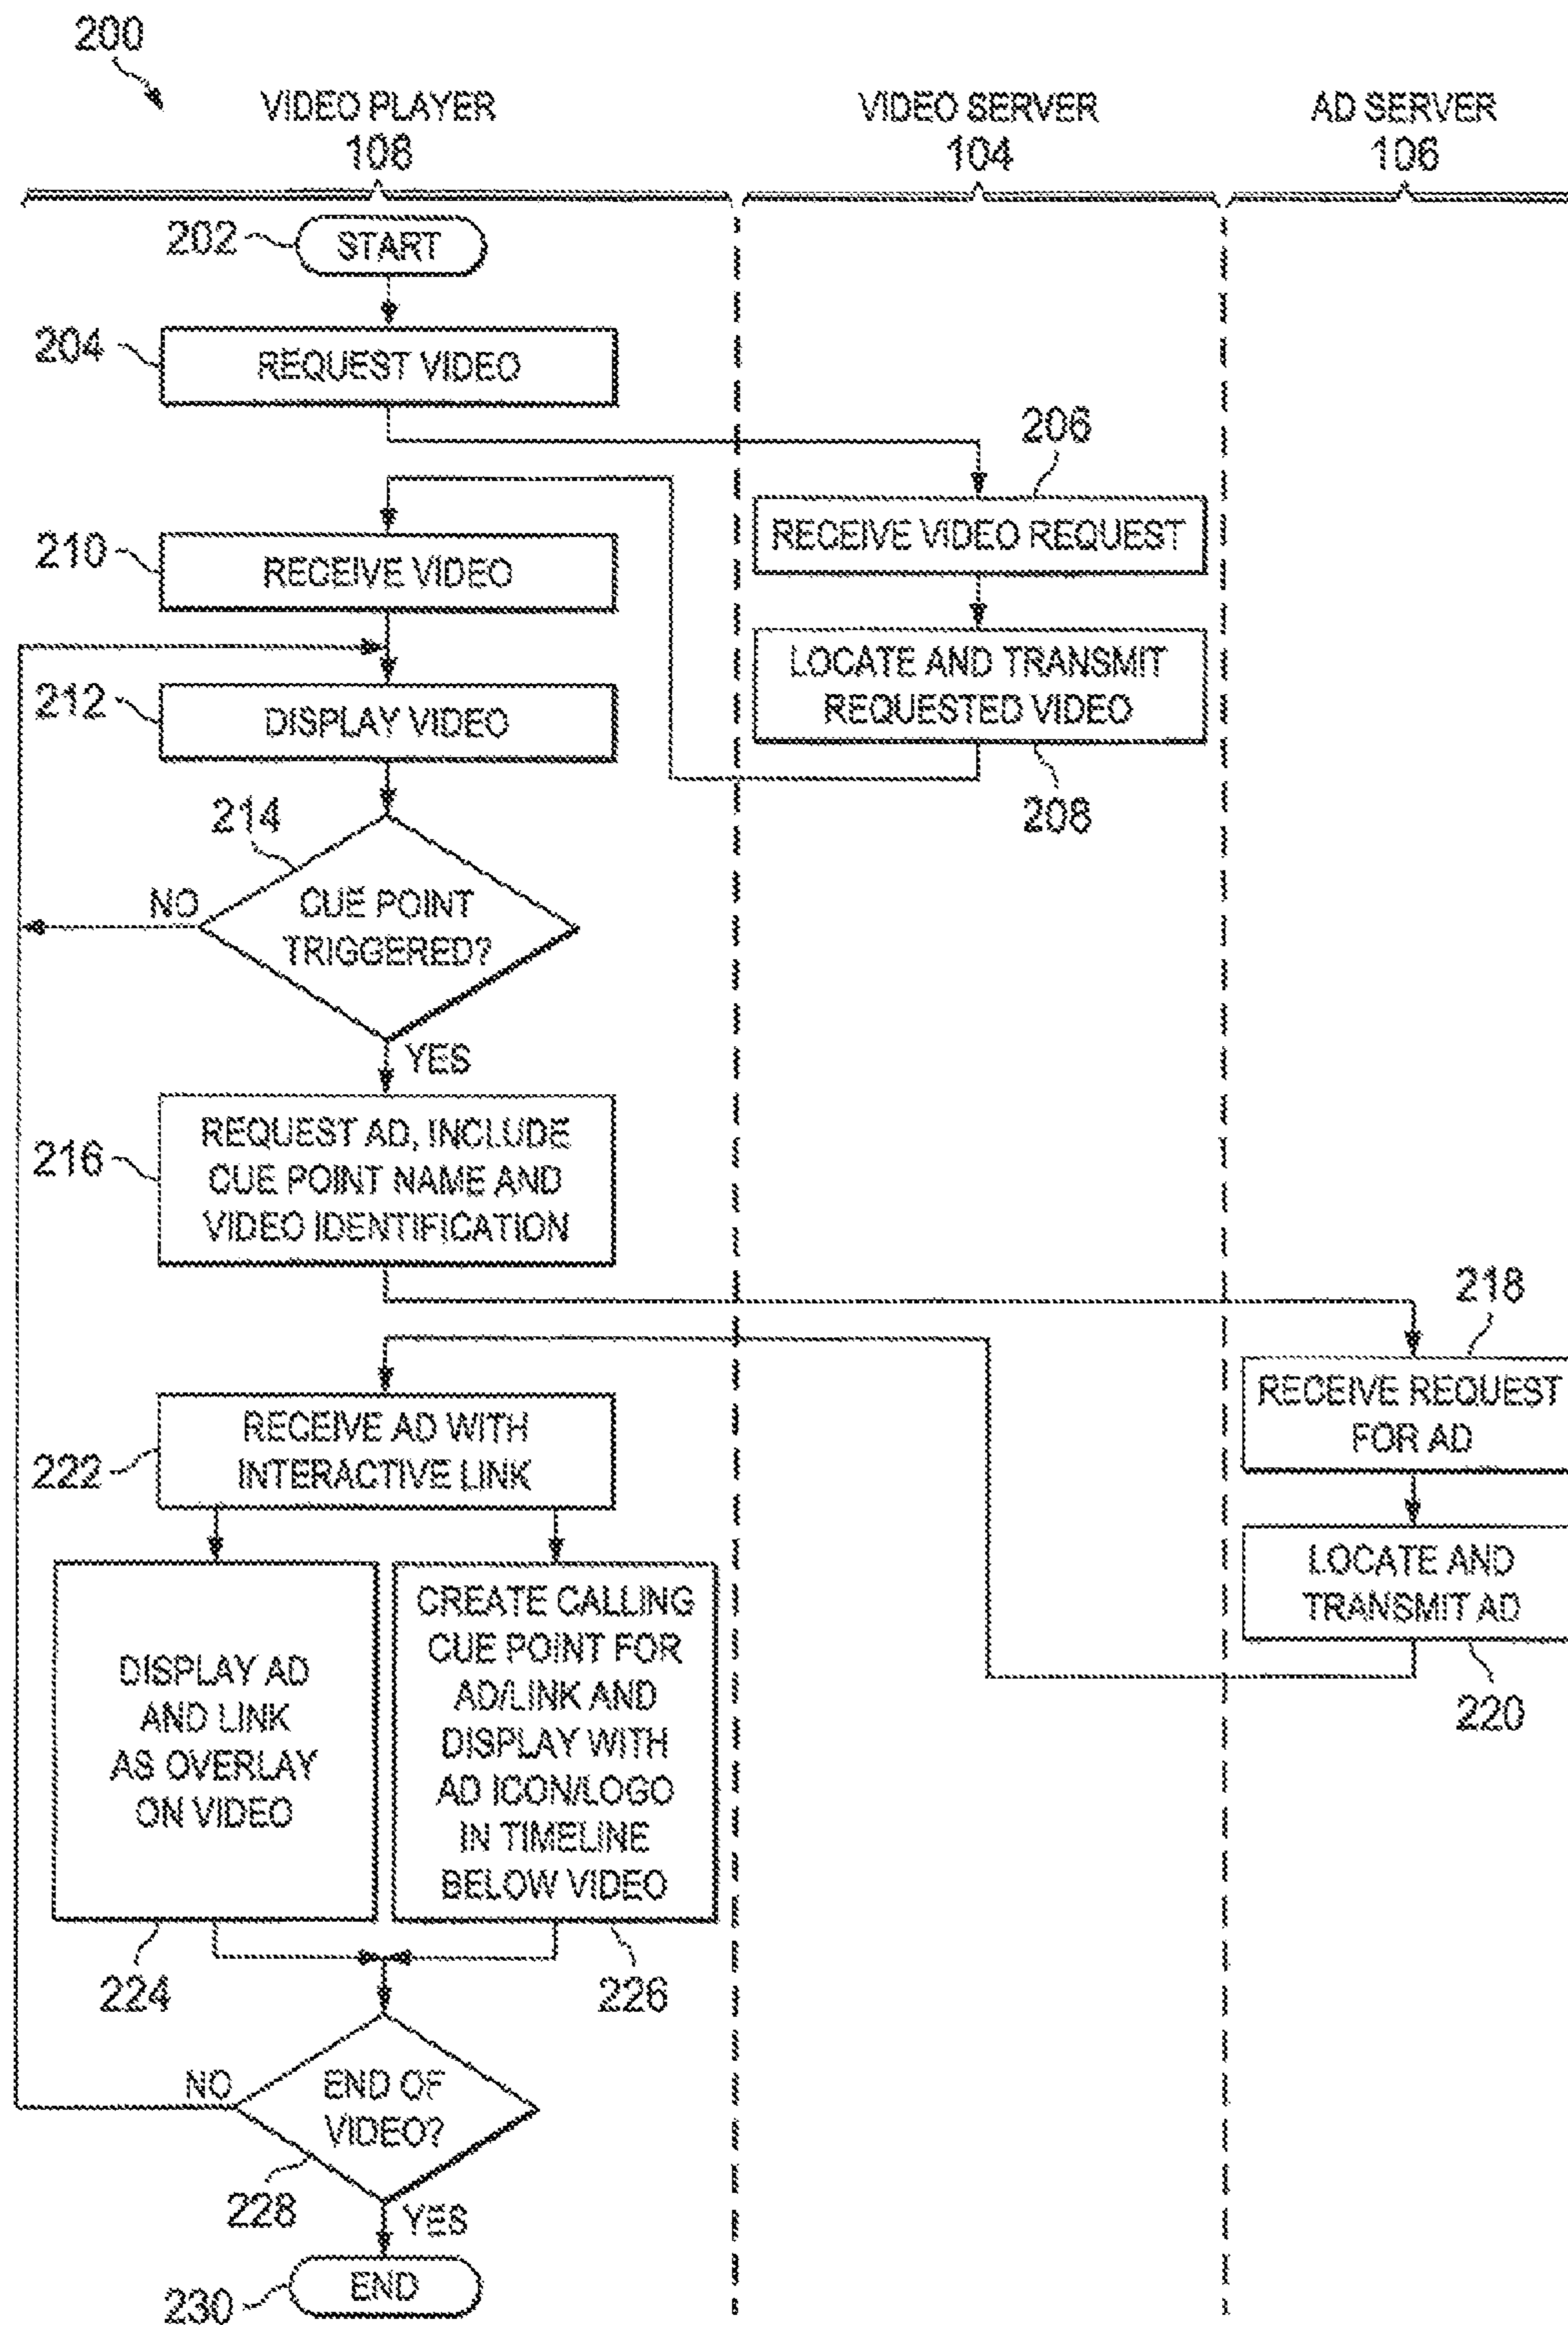 200
VIDEO PLAYER
108
VIDEO SERVER
104
AD SERVER
106
202
START
204
REQUEST VIDEO
206
RECEIVE VIDEO REQUEST
210
RECEIVE VIDEO
LOCATE AND TRANSMIT
REQUESTED VIDEO
208
212
DISPLAY VIDEO
214
CUE POINT
TRIGGERED?
NO
YES
216
REQUEST AD, INCLUDE
CUE POINT NAME AND
VIDEO IDENTIFICATION
218
RECEIVE REQUEST
FOR AD
LOCATE AND
TRANSMIT AD
220
222
RECEIVE AD WITH
INTERACTIVE LINK
DISPLAY AD
AND LINK
AS OVERLAY
ON VIDEO
224
CREATE CALLING
CUE POINT FOR
AD/LINK AND
DISPLAY WITH
AD ICON/LOGO
IN TIMELINE
BELOW VIDEO
226
NO
END OF
VIDEO?
228
YES
END
230